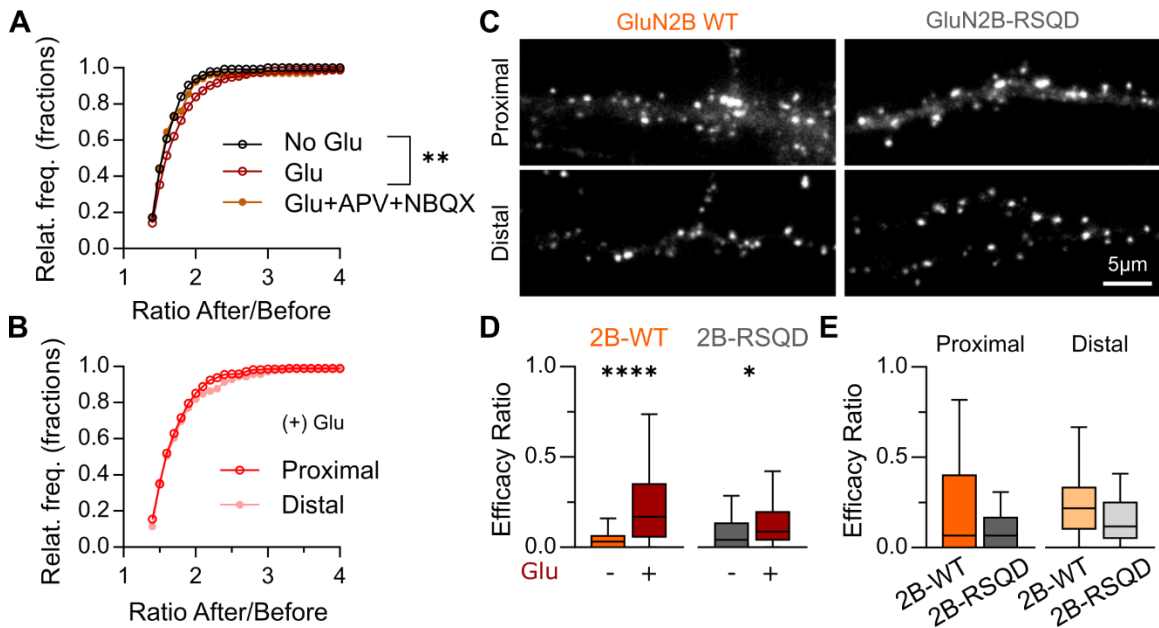 A
Relat. freq. (fractions)
1.0
0.8
0.6
0.4
0.2
0.0
No Glu
Glu
Glu+APV+NBQX
**
1 2 3 4
Ratio After/Before
B
Relat. freq. (fractions)
1.0
0.8
0.6
0.4
0.2
0.0
(+) Glu
Proximal
Distal
1 2 3 4
Ratio After/Before
C
GluN2B WT GluN2B-RSQD
Proximal
Distal
5µm
D
2B-WT 2B-RSQD
**** *
Efficacy Ratio
1.0
0.5
0.0
Glu - + - +
E
Proximal Distal
Efficacy Ratio
1.0
0.5
0.0
2B-WT 2B-RSQD 2B-WT 2B-RSQD